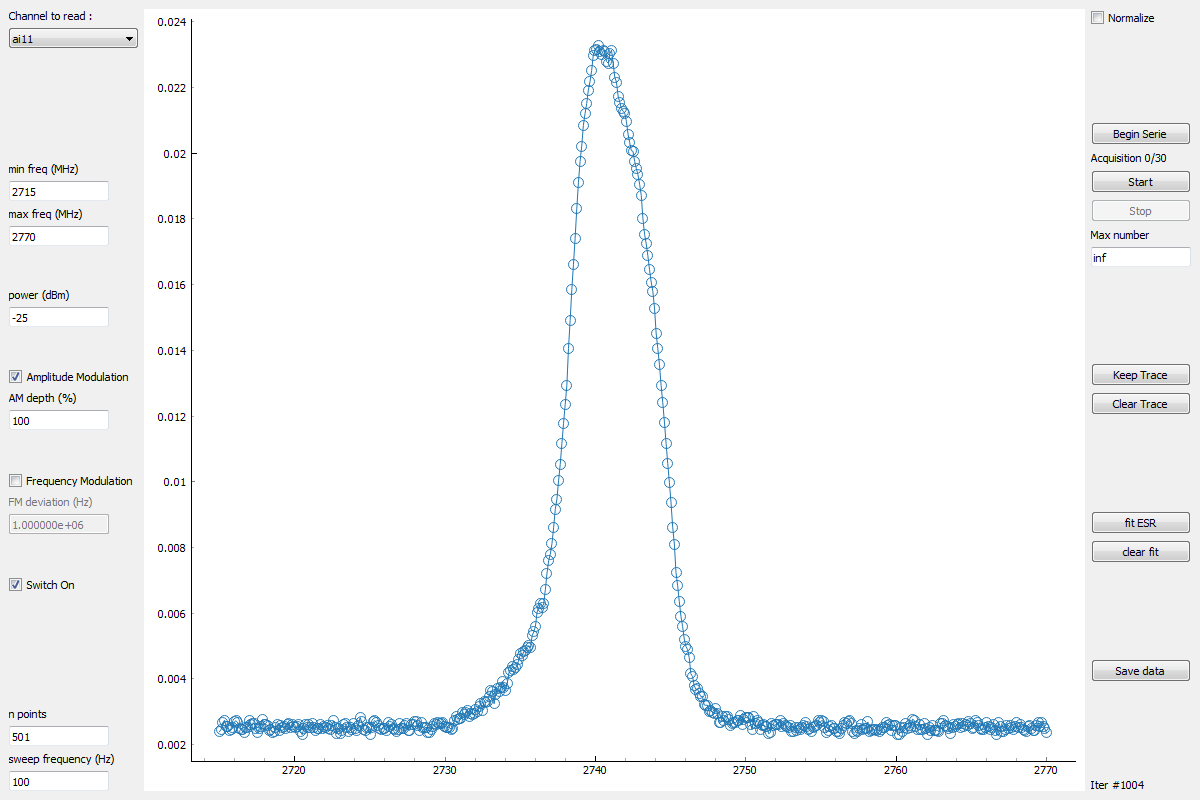 Channel to read :
ai11
min freq (MHz)
2715
max freq (MHz)
2770
power (dBm)
-25
Amplitude Modulation
AM depth (%)
100
Frequency Modulation
FM deviation (Hz)
1.000000e+06
Switch On
n points
501
sweep frequency (Hz)
100
0.024
0.022
0.02
0.018
0.016
0.014
0.012
0.01
0.008
0.006
0.004
0.002
2720
2730
2740
2750
2760
2770
Normalize
Begin Serie
Acquisition 0/30
Start
Stop
Max number
inf
Keep Trace
Clear Trace
fit ESR
clear fit
Save data
Iter #1004